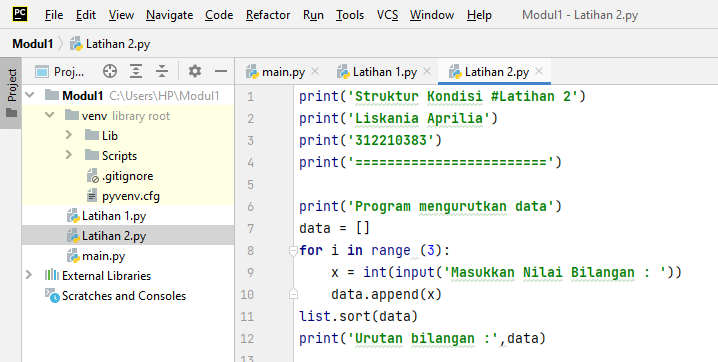 PC File Edit View Navigate Code Refactor Run Tools VCS Window Help Modul1 - Latihan 2.py
Modul1 Latihan 2.py
Project
Proj...
Modul1 C:\Users\HP\Modul1
venv library root
Lib
Scripts
.gitignore
pyvenv.cfg
Latihan 1.py
Latihan 2.py
main.py
External Libraries
Scratches and Consoles
main.py Latihan 1.py Latihan 2.py
1 print('Struktur Kondisi #Latihan 2')
2 print('Liskania Aprilia')
3 print('312210383')
4 print('========================')
5
6 print('Program mengurutkan data')
7 data = []
8 for i in range (3):
9 x = int(input('Masukkan Nilai Bilangan : '))
10 data.append(x)
11 list.sort(data)
12 print('Urutan bilangan :',data)
13